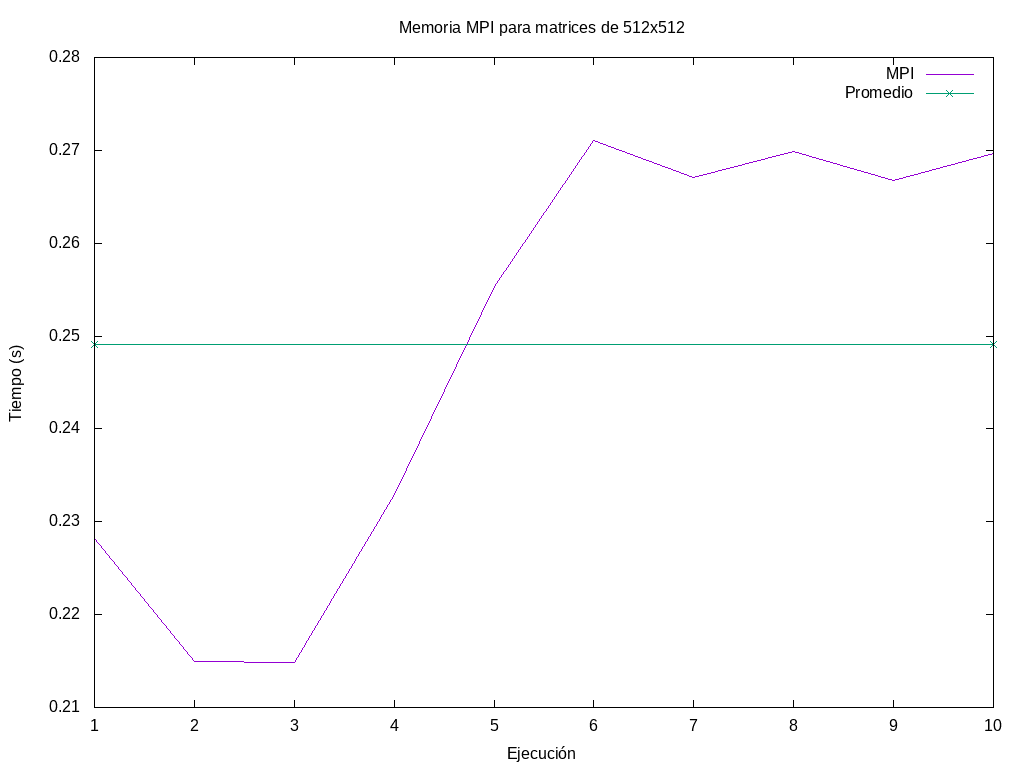 Memoria MPI para matrices de 512x512
MPI
Promedio
0.28
0.27
0.26
0.25
0.24
0.23
0.22
0.21
Tiempo (s)
1 2 3 4 5 6 7 8 9 10
Ejecución